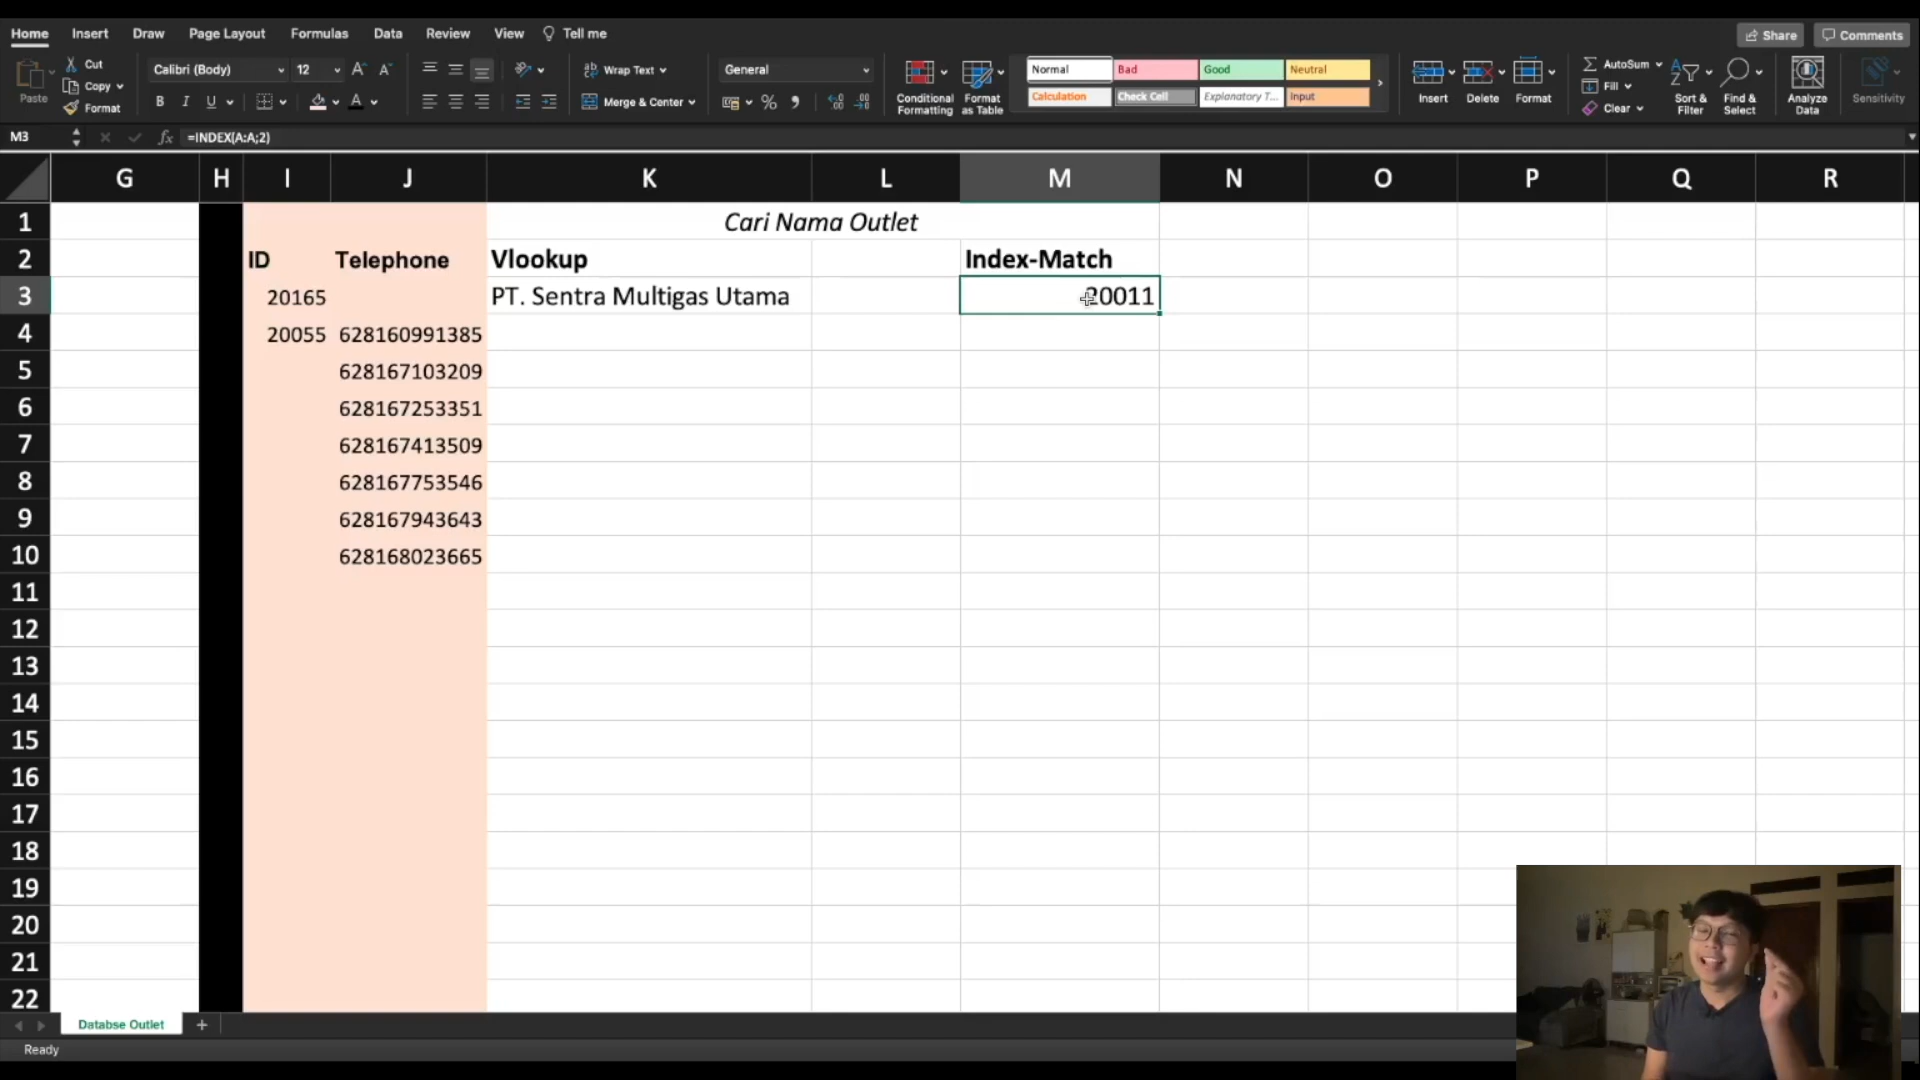 Home Insert Draw Page Layout Formulas Data Review View Tell me Share Comments
Paste Cut Copy Format
Calibri (Body) 12 A A
B I U A
Wrap Text
Merge & Center
General
%
Conditional Formatting
Format as Table
Normal Bad Good Neutral
Calculation Check Cell Explanatory T... Input
Insert Delete Format
AutoSum
Fill
Clear
Sort & Filter
Find & Select
Analyze Data
Sensitivity
M3 fx =INDEX(A:A;2)
G H I J K L M N O P Q R
1 Cari Nama Outlet
2 ID Telephone Vlookup Index-Match
3 20165 PT. Sentra Multigas Utama 20011
4 20055 628160991385
5 628167103209
6 628167253351
7 628167413509
8 628167753546
9 628167943643
10 628168023665
11
12
13
14
15
16
17
18
19
20
21
22
Databse Outlet +
Ready